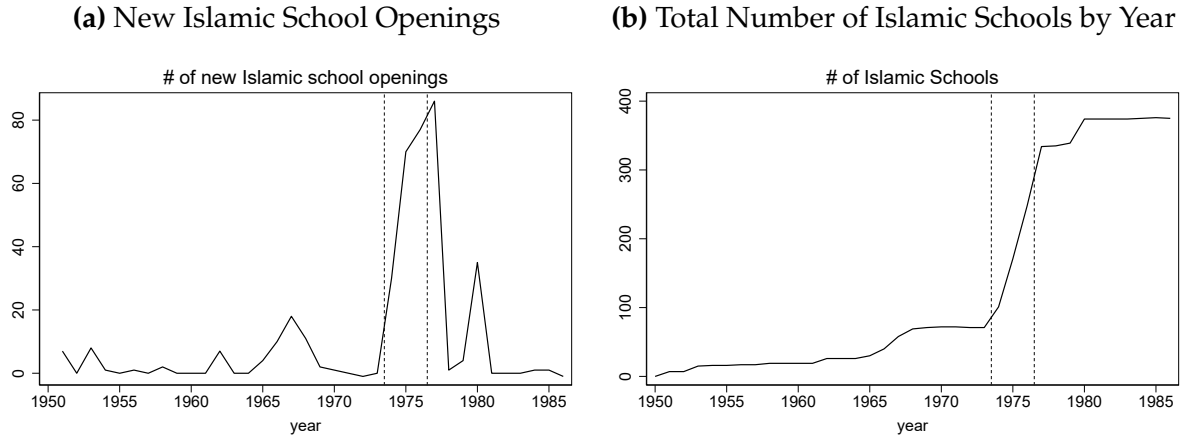 (a) New Islamic School Openings
# of new Islamic school openings
80
60
40
20
0
1950 1955 1960 1965 1970 1975 1980 1985
year
(b) Total Number of Islamic Schools by Year
# of Islamic Schools
400
300
200
100
0
1950 1955 1960 1965 1970 1975 1980 1985
year